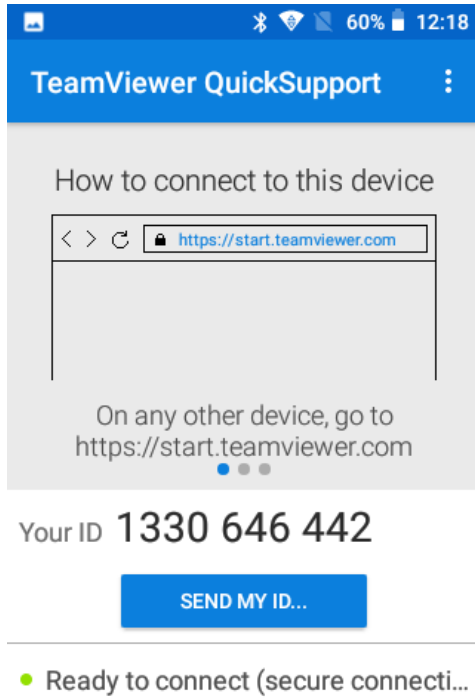 60% 12:18
TeamViewer QuickSupport
How to connect to this device
https://start.teamviewer.com
On any other device, go to
https://start.teamviewer.com
Your ID 1330 646 442
SEND MY ID...
Ready to connect (secure connecti...